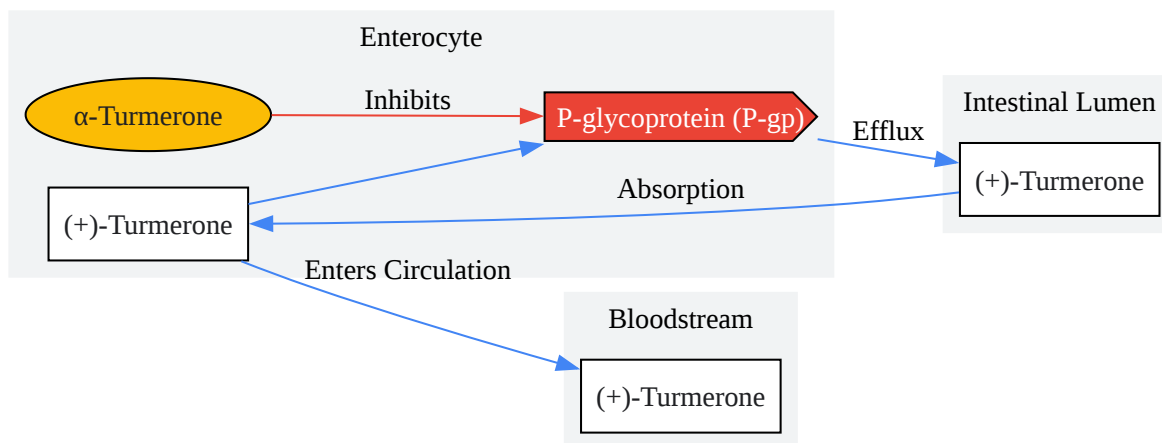 Enterocyte
α-Turmerone
Inhibits
P-glycoprotein (P-gp)
Efflux
Intestinal Lumen
(+)-Turmerone
Absorption
(+)-Turmerone
Enters Circulation
Bloodstream
(+)-Turmerone